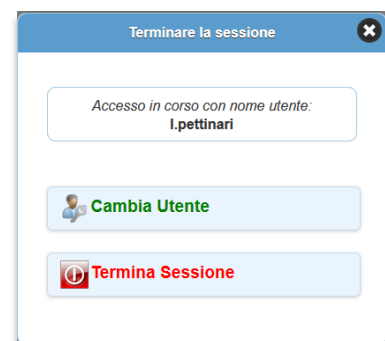 Terminare la sessione
Accesso in corso con nome utente:
l.pettinari
Cambia Utente
Termina Sessione